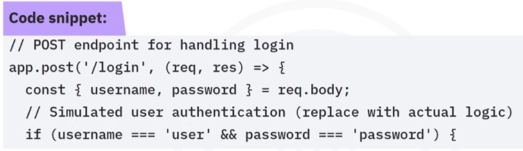 Code snippet:
// POST endpoint for handling login
app.post('/login', (req, res) => {
  const { username, password } = req.body;
  // Simulated user authentication (replace with actual logic)
  if (username === 'user' && password === 'password') {